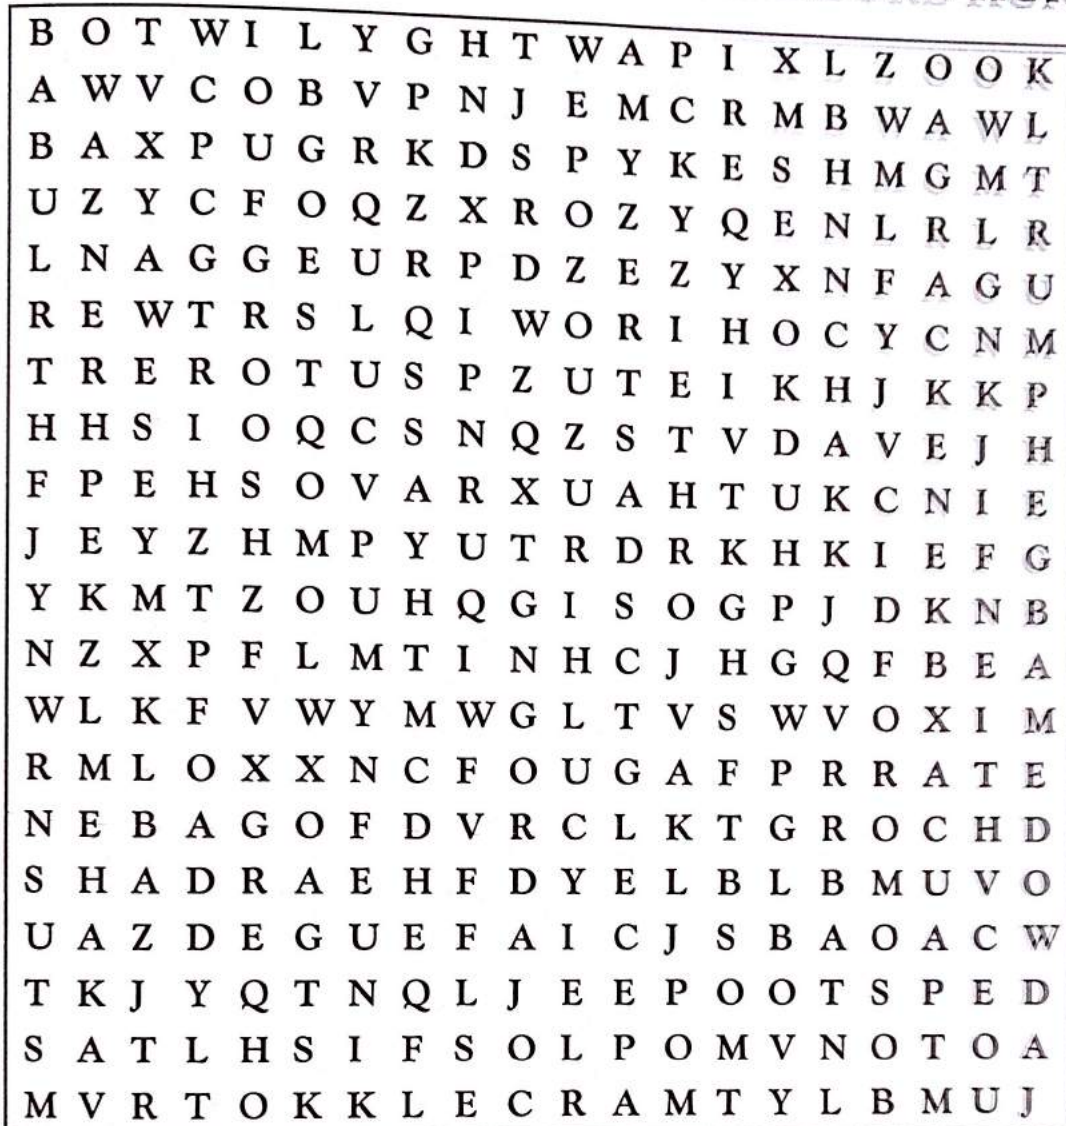 B O T W I L Y G H T W A P I X L Z O O K
A W V C O B V P N J E M C R M B W A W L
B A X P U G R K D S P Y K E S H M G M T
U Z Y C F O Q Z X R O Z Y Q E N L R L R
L N A G G E U R P D Z E Z Y X N F A G U
R E W T R S L Q I W O R I H O C Y C N M
T R E R O T U S P Z U T E I K H J K K P
H H S I O Q C S N Q Z S T V D A V E J H
F P E H S O V A R X U A H T U K C N I E
J E Y Z H M P Y U T R D R K H K I E F G
Y K M T Z O U H Q G I S O G P J D K N B
N Z X P F L M T I N H C J H G Q F B E A
W L K F V W Y M W G L T V S W V O X I M
R M L O X X N C F O U G A F P R R A T E
N E B A G O F D V R C L K T G R O C H D
S H A D R A E H F D Y E L B L B M U V O
U A Z D E G U E F A I C J S B A O A C W
T K J Y Q T N Q L J E E P O O T S P E D
S A T L H S I F S O L P O M V N O T O A
M V R T O K K L E C R A M T Y L B M U J